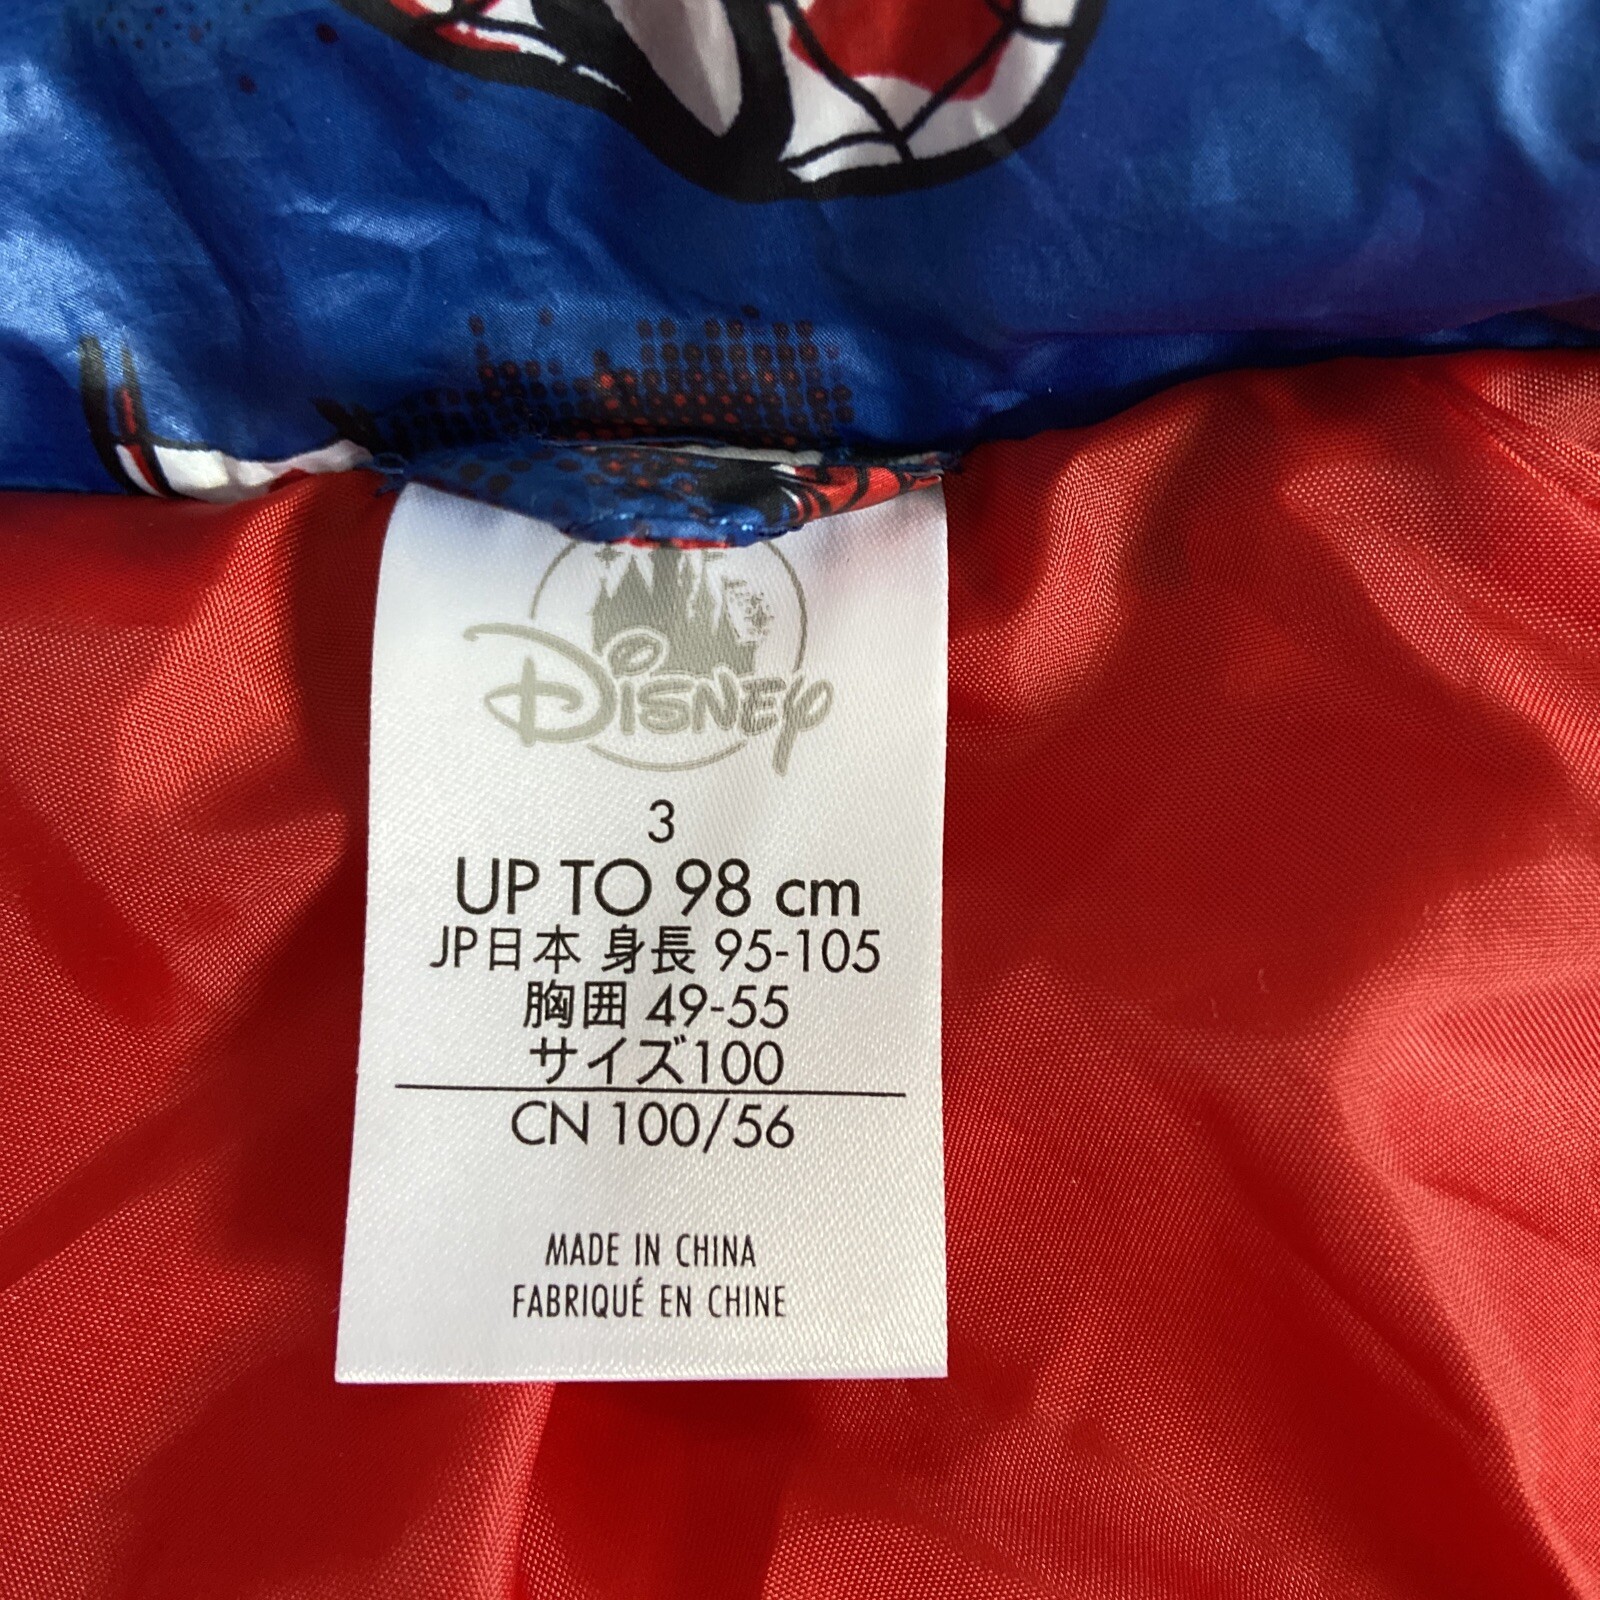 Disney
3
UP TO 98 cm
JP日本 身長 95-105
胸囲 49-55
サイズ100
CN 100/56
MADE IN CHINA
FABRIQUÉ EN CHINE